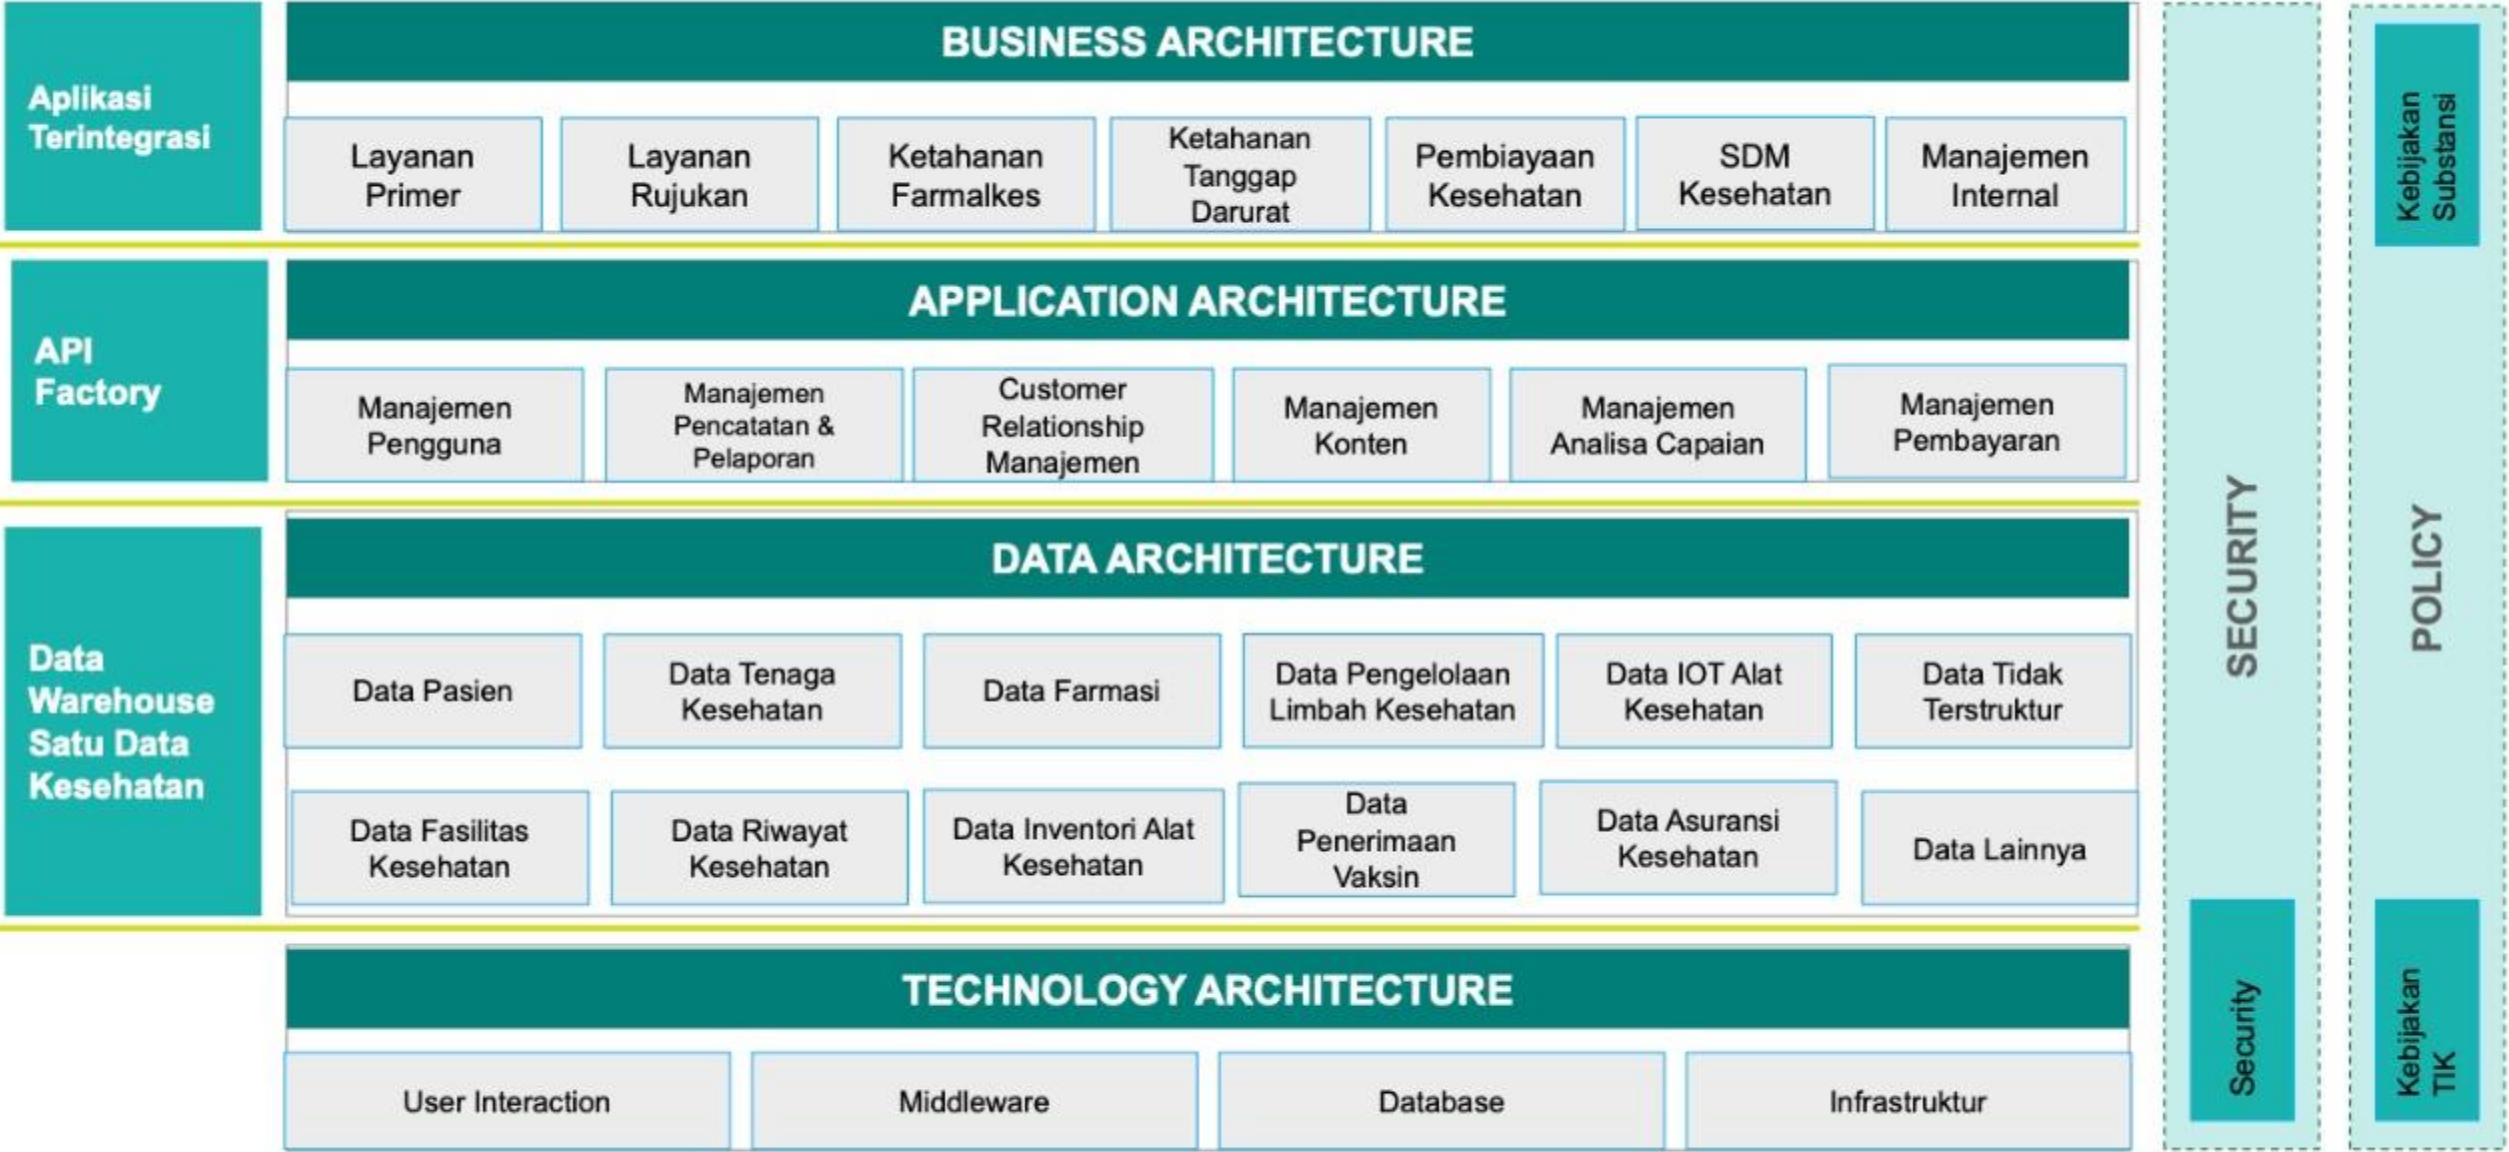 Aplikasi
Terintegrasi
BUSINESS ARCHITECTURE
Layanan
Primer
Layanan
Rujukan
Ketahanan
Farmalkes
Ketahanan
Tanggap
Darurat
Pembiayaan
Kesehatan
SDM
Kesehatan
Manajemen
Internal
API
Factory
APPLICATION ARCHITECTURE
Manajemen
Pengguna
Manajemen
Pencatatan &
Pelaporan
Customer
Relationship
Manajemen
Manajemen
Konten
Manajemen
Analisa Capaian
Manajemen
Pembayaran
Data
Warehouse
Satu Data
Kesehatan
DATA ARCHITECTURE
Data Pasien
Data Tenaga
Kesehatan
Data Farmasi
Data Pengelolaan
Limbah Kesehatan
Data IOT Alat
Kesehatan
Data Tidak
Terstruktur
Data Fasilitas
Kesehatan
Data Riwayat
Kesehatan
Data Inventori Alat
Kesehatan
Data
Penerimaan
Vaksin
Data Asuransi
Kesehatan
Data Lainnya
TECHNOLOGY ARCHITECTURE
User Interaction
Middleware
Database
Infrastruktur
SECURITY
Security
Kebijakan
Substansi
POLICY
Kebijakan
TIK